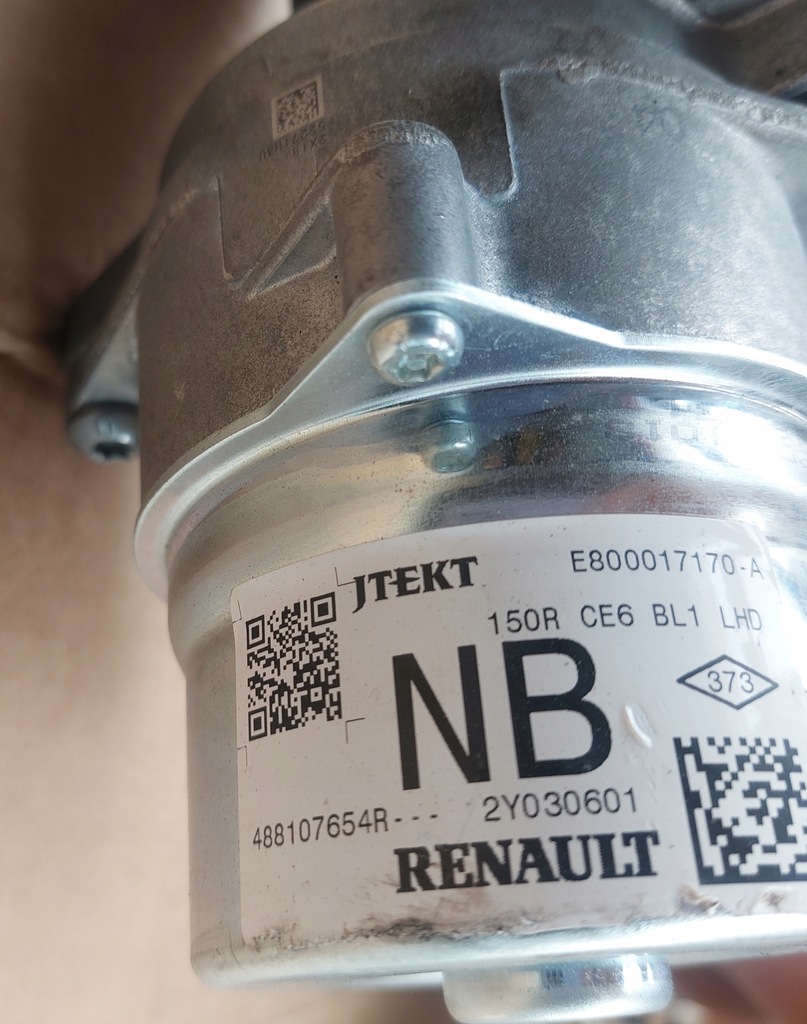 JTEKT
E800017170-A
150R CE6 BL1 LHD
NB
373
488107654R--- 2Y030601
RENAULT